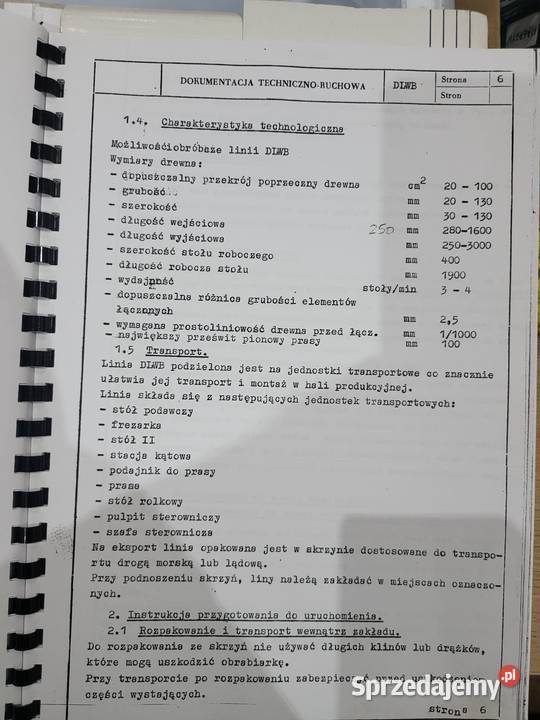 DOKUMENTACJA TECHNICZNO-RUCHOWA DLWB Strona 6
Stron
1.4. Charakterystyka technologiczna
Możliwości obróbcze linii DLWB
Wymiary drewna:
- dopuszczalny przekrój poprzeczny drewna cm2 20 - 100
- grubość mm 20 - 130
- szerokość mm 30 - 130
- długość wejściowa 250 mm 280-1600
- długość wyjściowa mm 250-3000
- szerokość stołu roboczego mm 400
- długość robocza stołu mm 1900
- wydajność stoły/min 3 - 4
- dopuszczalna różnica grubości elementów
łącznych mm 2,5
- wymagana prostoliniowość drewna przed łącz. mm 1/1000
- największy prześwit pionowy prasy mm 100
1.5 Transport.
Linia DLWB podzielona jest na jednostki transportowe co znacznie
ułatwia jej transport i montaż w hali produkcyjnej.
Linia składa się z następujących jednostek transportowych:
- stół podawczy
- frezarka
- stół II
- stacja kątowa
- podajnik do prasy
- prasa
- stół rolkowy
- pulpit sterowniczy
- szafa sterownicza
Na eksport linia opakowana jest w skrzynie dostosowane do transpo-
rtu drogą morską lub lądową.
Przy podnoszeniu skrzyń, liny należą zakładać w miejscach oznaczo-
nych.
2. Instrukcja przygotowania do uruchomienia.
2.1 Rozpakowanie i transport wewnątrz zakładu.
Do rozpakowania ze skrzyń nie używać długich klinów lub drążków,
które mogą uszkodzić obrabiarkę.
Przy transporcie po rozpakowaniu zabezpieczyć przed
części wystających.
Sprzedajemy.pl
strona 6